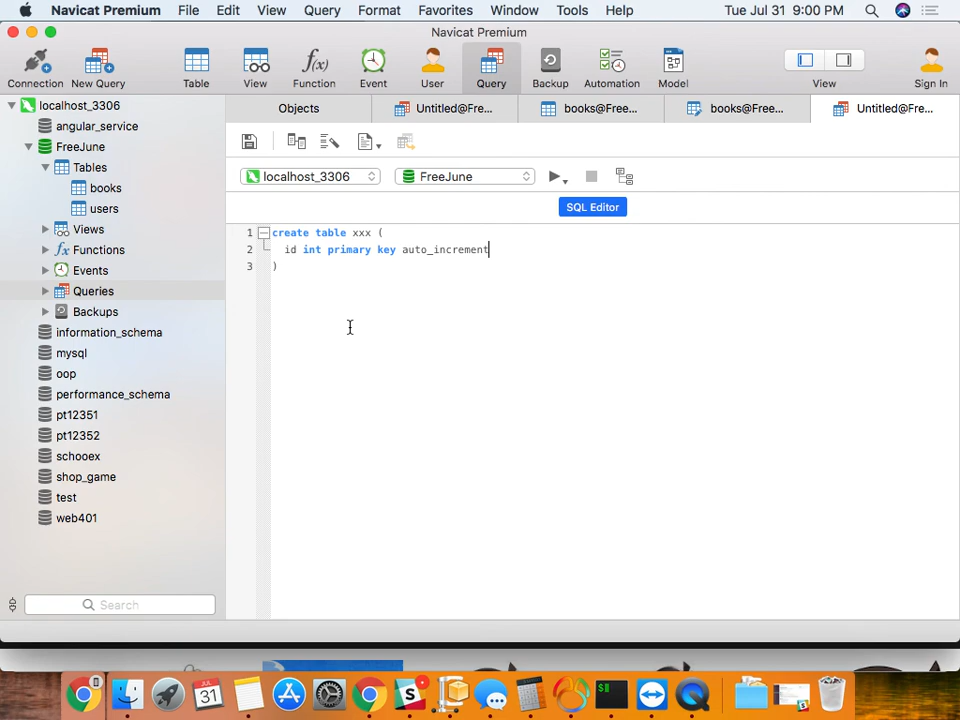 Navicat Premium File Edit View Query Format Favorites Window Tools Help Tue Jul 31 9:00 PM
Navicat Premium
Connection New Query Table View Function Event User Query Backup Automation Model View Sign In
localhost_3306
angular_service
FreeJune
Tables
books
users
Views
Functions
Events
Queries
Backups
information_schema
mysql
oop
performance_schema
pt12351
pt12352
schooex
shop_game
test
web401
Search
Objects Untitled@Fre... books@Free... books@Free... Untitled@Fre...
localhost_3306 FreeJune
SQL Editor
1 create table xxx (
2 id int primary key auto_increment
3 )
31